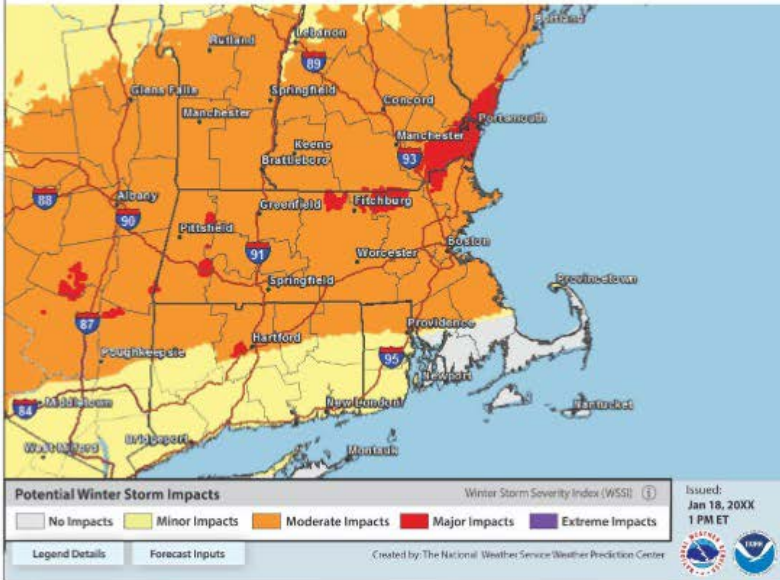 Portland
Rutland
Lebanon
89
Glens Falls
Springfield
Concord
Manchester
Portsmouth
Manchester
Keene
93
Brattleboro
88
Albany
Greenfield
Fitchburg
90
Pittsfield
91
Boston
Worcester
Springfield
Provincetown
87
Hartford
Providence
Poughkeepsie
95
Newport
84
Middletown
New London
Nantucket
West Milford
Bridgeport
Montauk
Potential Winter Storm Impacts
Winter Storm Severity Index (WSSI) i
Issued:
Jan 18, 20XX
1 PM ET
No Impacts Minor Impacts Moderate Impacts Major Impacts Extreme Impacts
Legend Details Forecast Inputs
Created by: The National Weather Service Weather Prediction Center